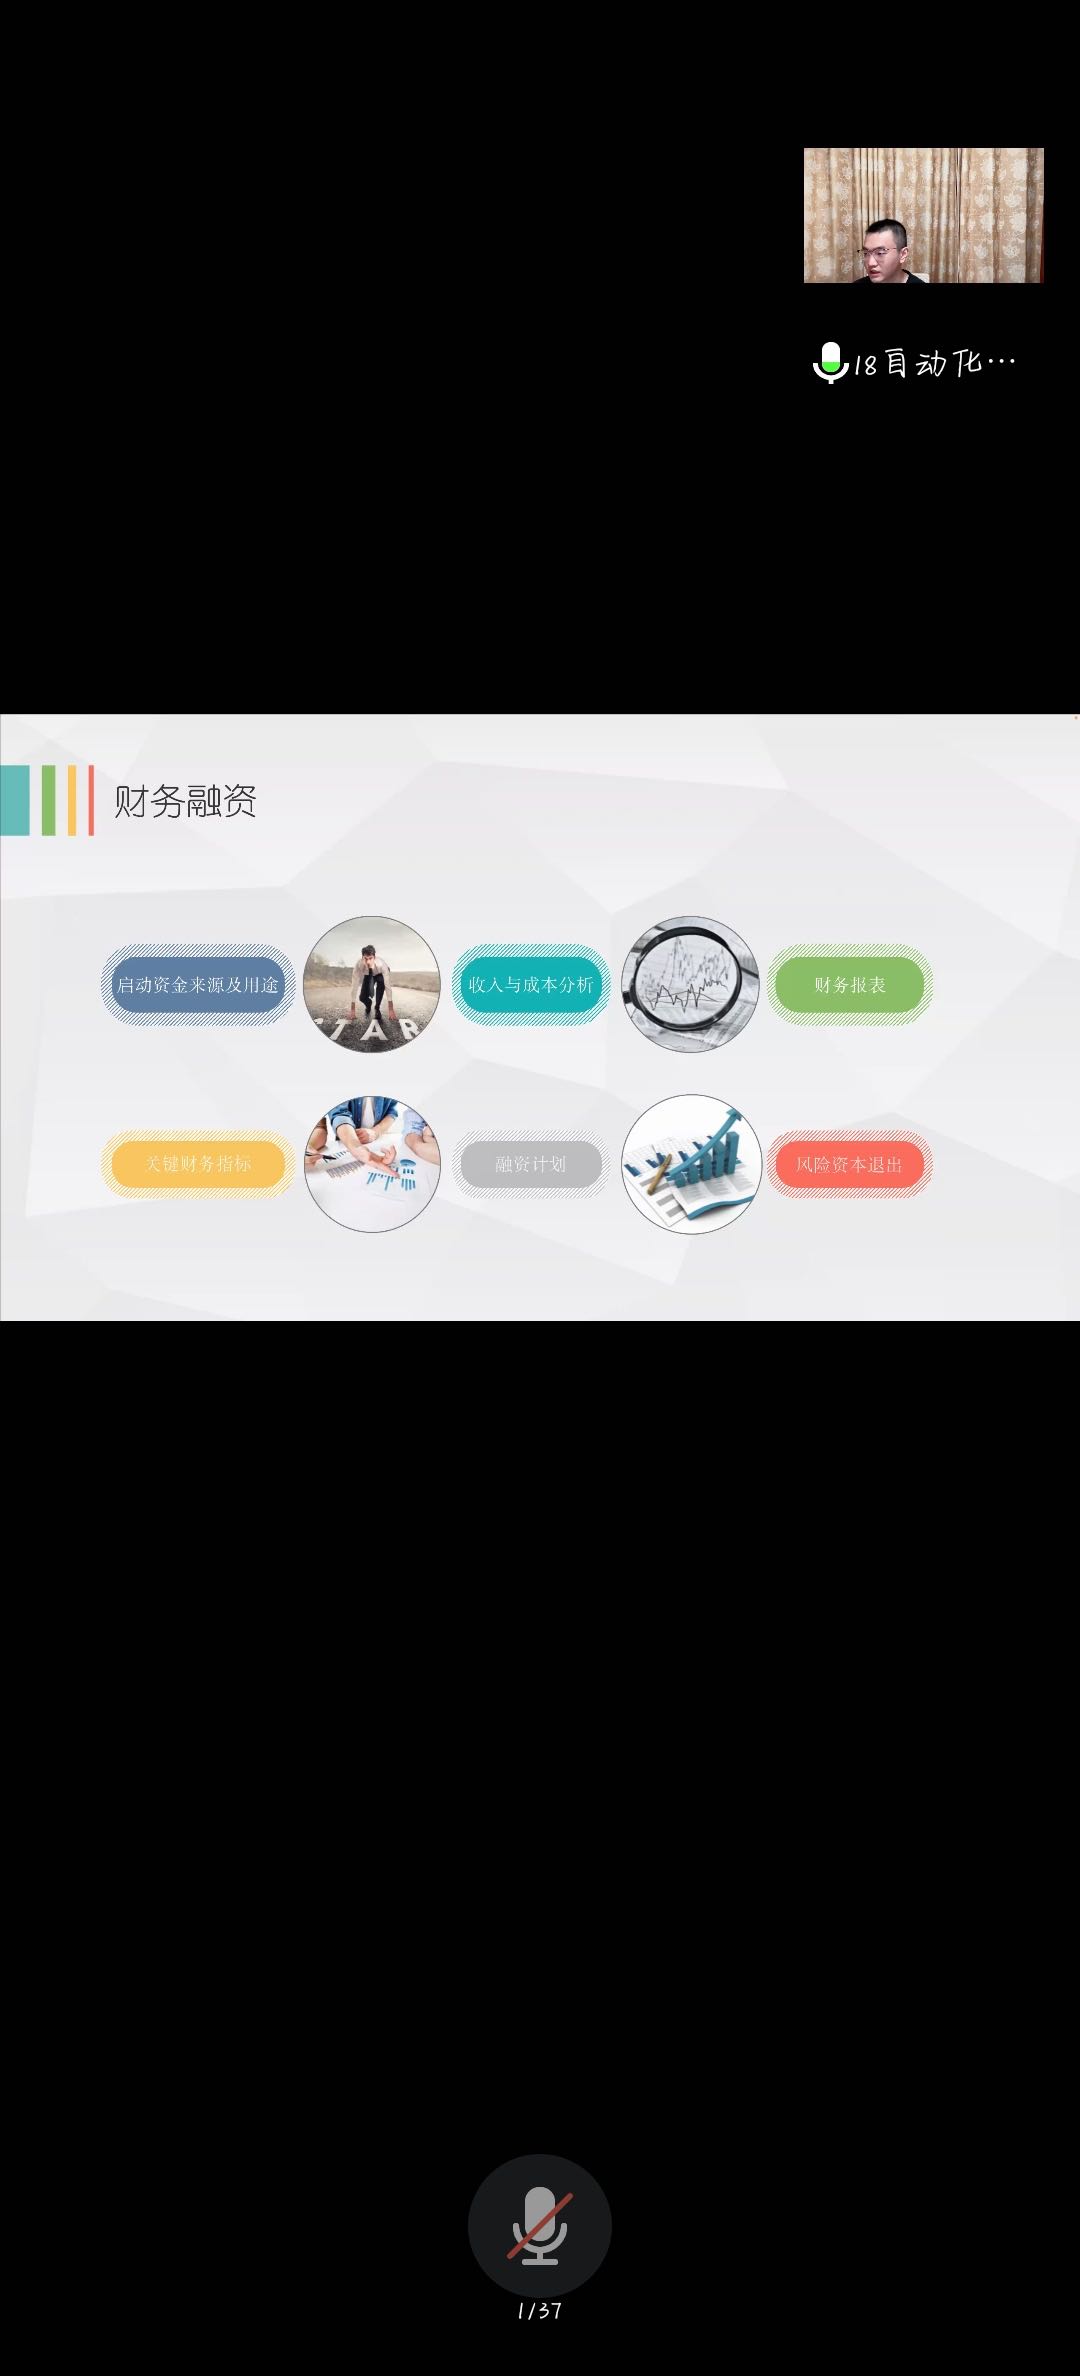 18自动化…
财务融资
启动资金来源及用途
收入与成本分析
财务报表
关键财务指标
融资计划
风险资本退出
1/37